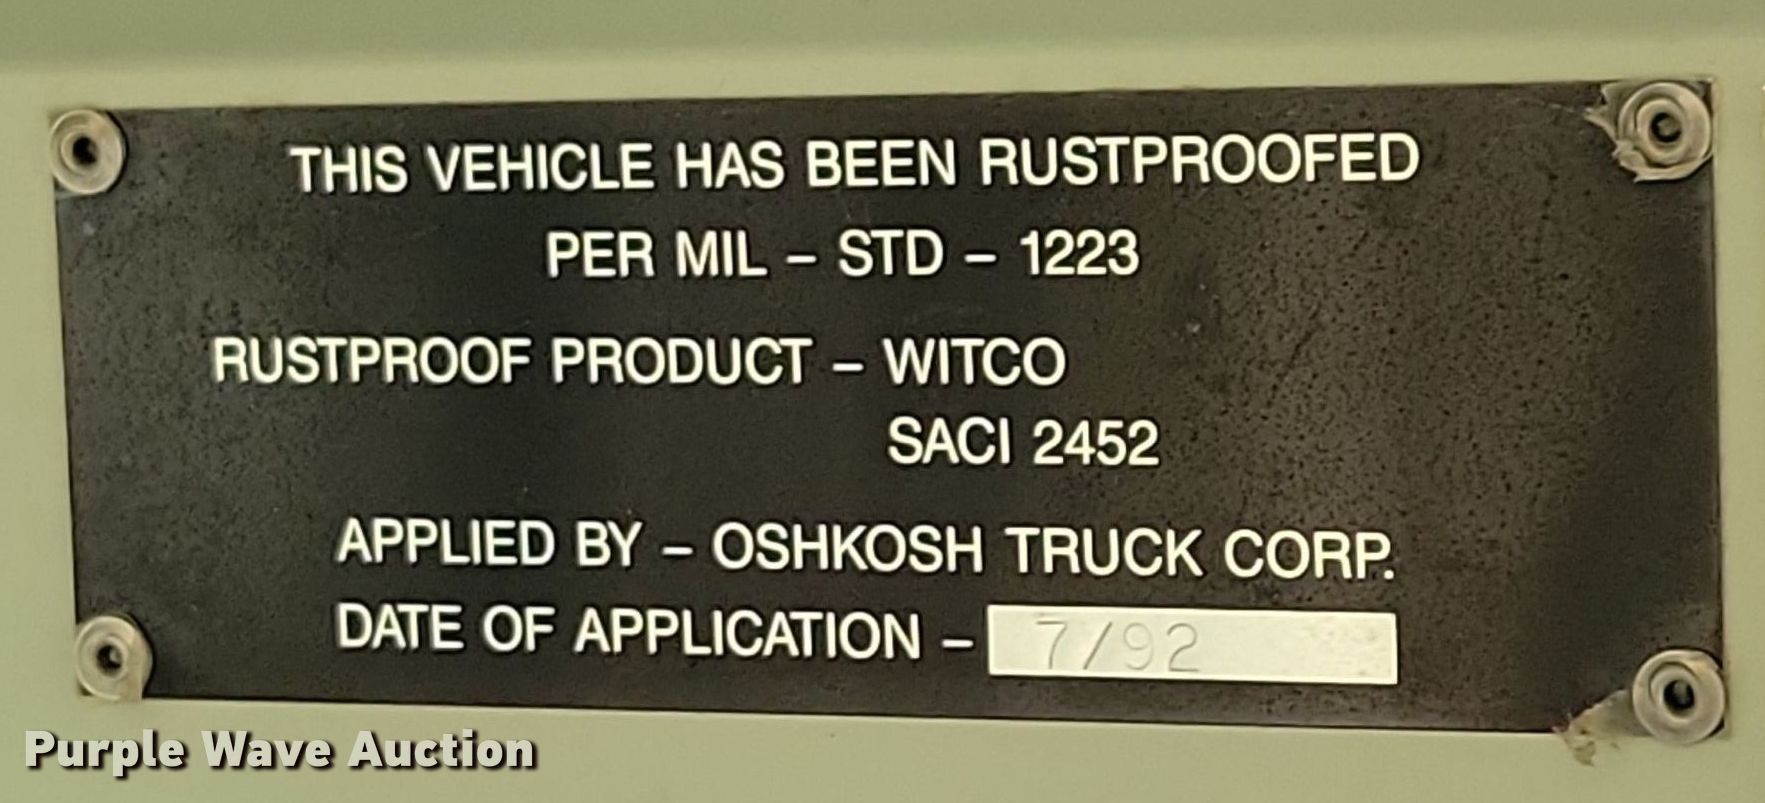 THIS VEHICLE HAS BEEN RUSTPROOFED
PER MIL – STD – 1223
RUSTPROOF PRODUCT – WITCO
SACI 2452
APPLIED BY – OSHKOSH TRUCK CORP.
DATE OF APPLICATION – 7/92
Purple Wave Auction